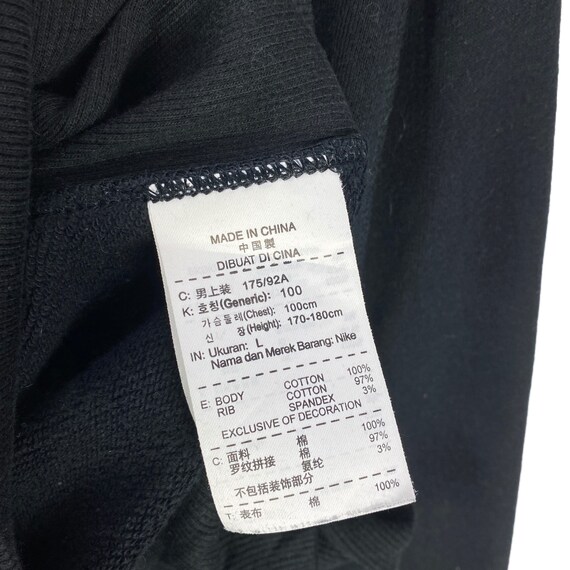 MADE IN CHINA
中国製
DIBUAT DI CINA
C: 男上装 175/92A
K: 호칭(Generic): 100
가슴둘레(Chest): 100cm
신 장(Height): 170-180cm
IN: Ukuran: L
Nama dan Merek Barang: Nike
E: BODY COTTON 100%
RIB COTTON 97%
SPANDEX 3%
EXCLUSIVE OF DECORATION
C: 面料 棉 100%
罗纹拼接 棉 97%
氨纶 3%
不包括装饰部分
T: 表布 棉 100%